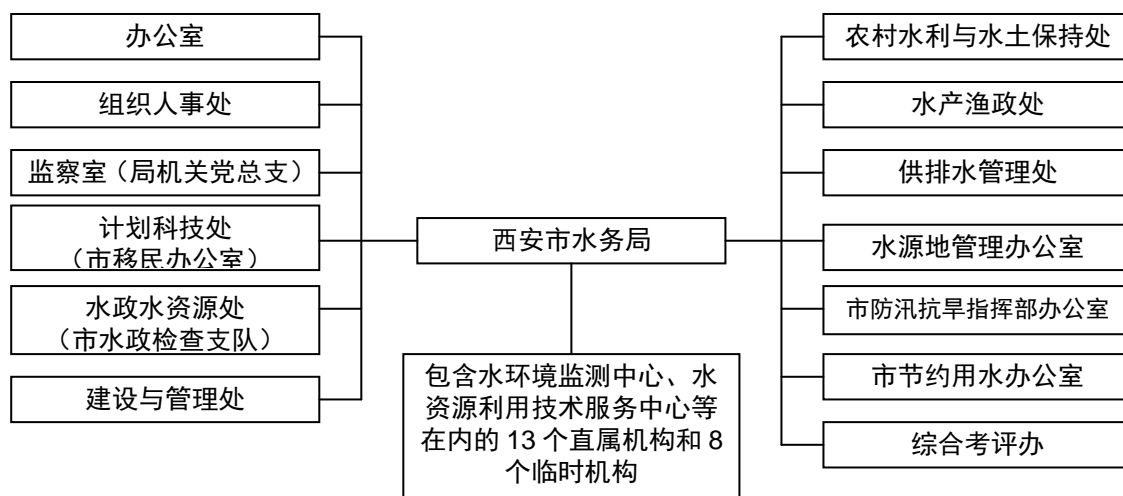 办公室
组织人事处
监察室（局机关党总支）
计划科技处
（市移民办公室）
水政水资源处
（市水政检查支队）
建设与管理处
西安市水务局
包含水环境监测中心、水
资源利用技术服务中心等
在内的 13 个直属机构和 8
个临时机构
农村水利与水土保持处
水产渔政处
供排水管理处
水源地管理办公室
市防汛抗旱指挥部办公室
市节约用水办公室
综合考评办